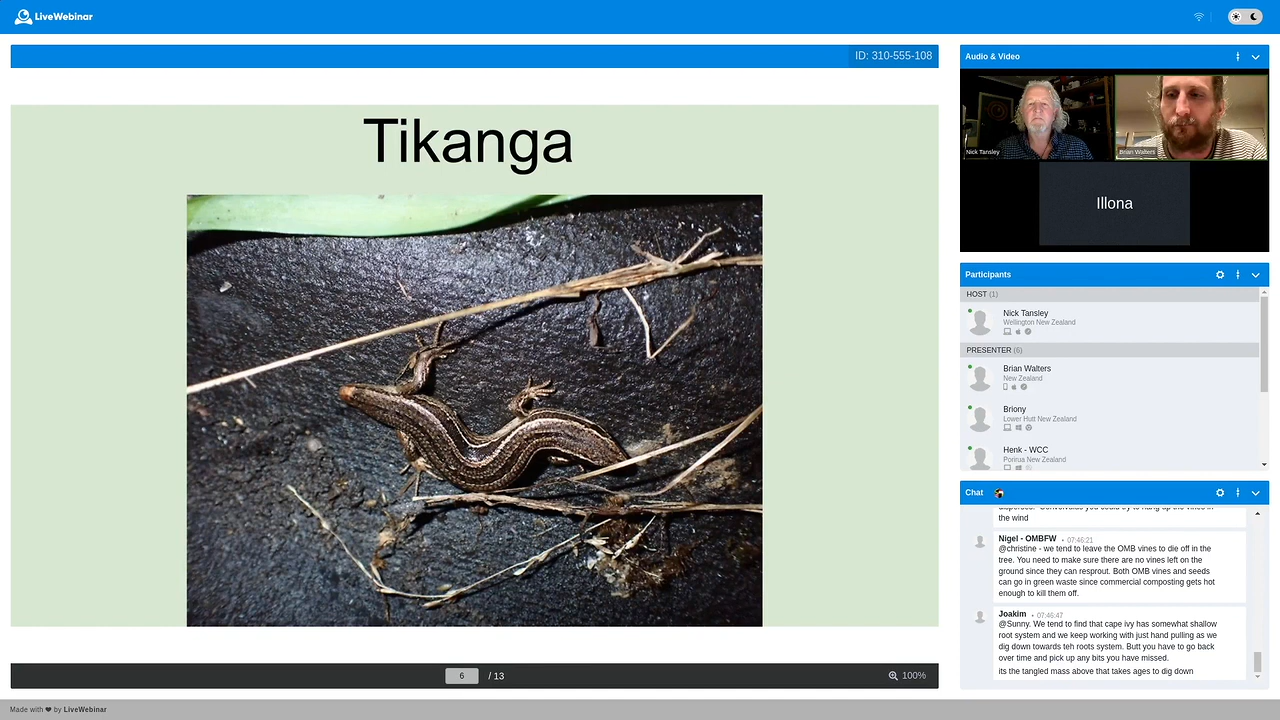 LiveWebinar
ID: 310-555-108
Tikanga
6 / 13
100%
Made with ❤ by LiveWebinar
Audio & Video
Nick Tansley
Brian Walters
Illona
Participants
HOST (1)
Nick Tansley
Wellington New Zealand
PRESENTER (6)
Brian Walters
New Zealand
Briony
Lower Hutt New Zealand
Henk - WCC
Porirua New Zealand
Chat
the wind
Nigel - OMBFW • 07:46:21
@christine - we tend to leave the OMB vines to die off in the
tree. You need to make sure there are no vines left on the
ground since they can resprout. Both OMB vines and seeds
can go in green waste since commercial composting gets hot
enough to kill them off.
Joakim • 07:46:47
@Sunny. We tend to find that cape ivy has somewhat shallow
root system and we keep working with just hand pulling as we
dig down towards teh roots system. Butt you have to go back
over time and pick up any bits you have missed.
its the tangled mass above that takes ages to dig down